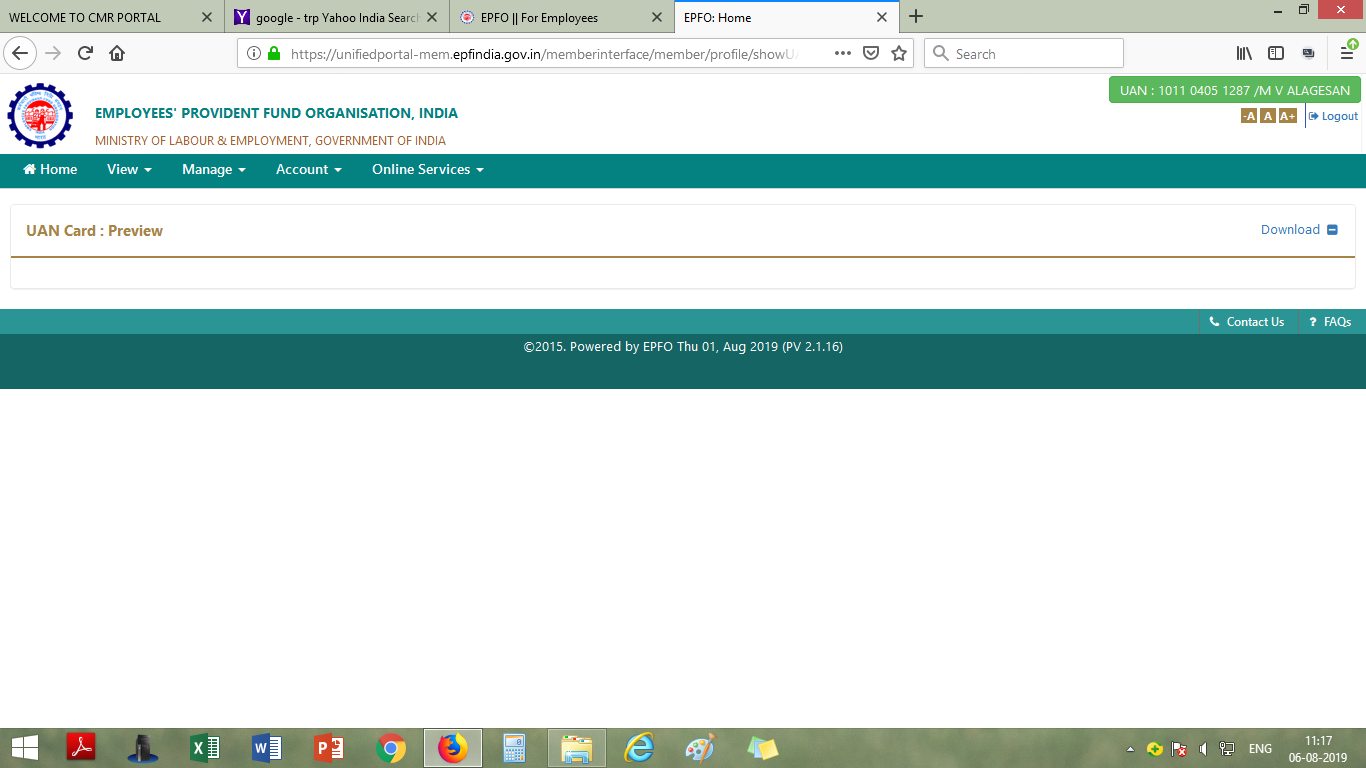 WELCOME TO CMR PORTAL
google - trp Yahoo India Search
EPFO || For Employees
EPFO: Home
https://unifiedportal-mem.epfindia.gov.in/memberinterface/member/profile/showU
Search
UAN : 1011 0405 1287 /M V ALAGESAN
EMPLOYEES' PROVIDENT FUND ORGANISATION, INDIA
-A A A+ Logout
MINISTRY OF LABOUR & EMPLOYMENT, GOVERNMENT OF INDIA
Home View Manage Account Online Services
UAN Card : Preview
Download
Contact Us ? FAQs
©2015. Powered by EPFO Thu 01, Aug 2019 (PV 2.1.16)
ENG
11:17
06-08-2019